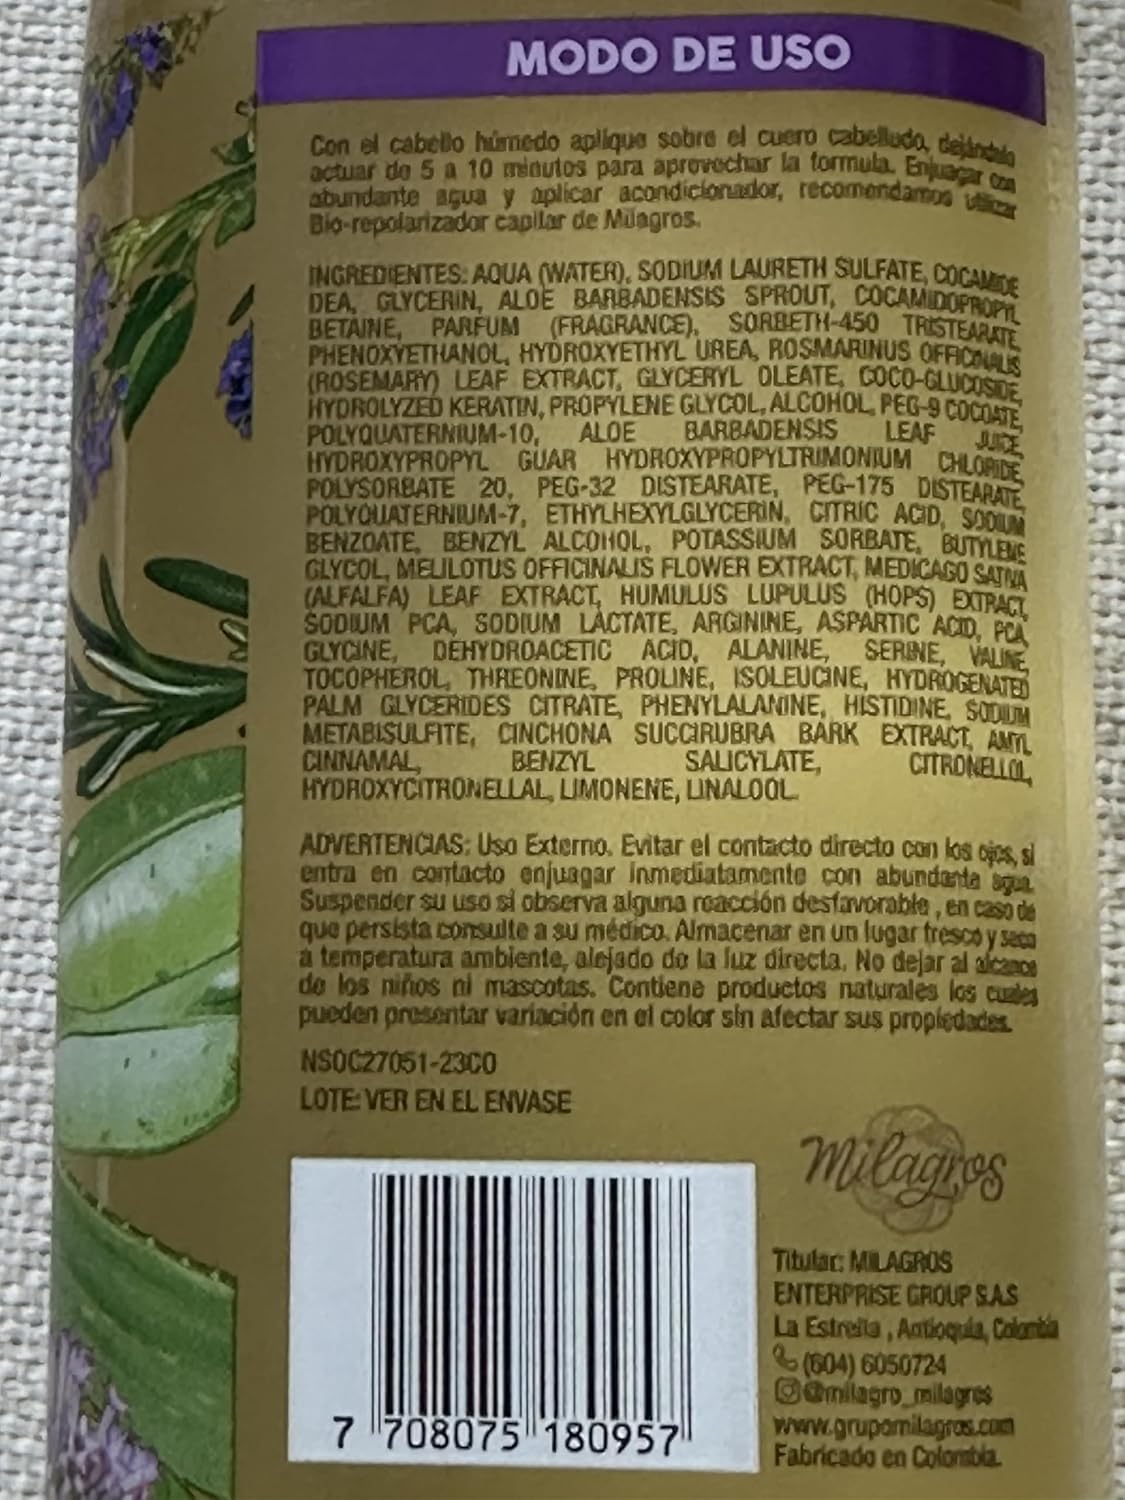 MODO DE USO
Con el cabello húmedo aplique sobre el cuero cabelludo, dejándolo
actuar de 5 a 10 minutos para aprovechar la formula. Enjuagar con
abundante agua y aplicar acondicionador, recomendamos utilizar
Bio-repolarizador capilar de Milagros.
INGREDIENTES: AQUA (WATER), SODIUM LAURETH SULFATE, COCAMIDE
DEA, GLYCERIN, ALOE BARBADENSIS SPROUT, COCAMIDOPROPYL
BETAINE, PARFUM (FRAGRANCE), SORBETH-450 TRISTEARATE,
PHENOXYETHANOL, HYDROXYETHYL UREA, ROSMARINUS OFFICINALIS
(ROSEMARY) LEAF EXTRACT, GLYCERYL OLEATE, COCO-GLUCOSIDE,
HYDROLYZED KERATIN, PROPYLENE GLYCOL, ALCOHOL, PEG-9 COCOATE,
POLYQUATERNIUM-10, ALOE BARBADENSIS LEAF JUICE,
HYDROXYPROPYL GUAR HYDROXYPROPYLTRIMONIUM CHLORIDE,
POLYSORBATE 20, PEG-32 DISTEARATE, PEG-175 DISTEARATE,
POLYQUATERNIUM-7, ETHYLHEXYLGLYCERIN, CITRIC ACID, SODIUM
BENZOATE, BENZYL ALCOHOL, POTASSIUM SORBATE, BUTYLENE
GLYCOL, MELILOTUS OFFICINALIS FLOWER EXTRACT, MEDICAGO SATIVA
(ALFALFA) LEAF EXTRACT, HUMULUS LUPULUS (HOPS) EXTRACT,
SODIUM PCA, SODIUM LACTATE, ARGININE, ASPARTIC ACID, PCA,
GLYCINE, DEHYDROACETIC ACID, ALANINE, SERINE, VALINE,
TOCOPHEROL, THREONINE, PROLINE, ISOLEUCINE, HYDROGENATED
PALM GLYCERIDES CITRATE, PHENYLALANINE, HISTIDINE, SODIUM
METABISULFITE, CINCHONA SUCCIRUBRA BARK EXTRACT, AMYL
CINNAMAL, BENZYL SALICYLATE, CITRONELLOL,
HYDROXYCITRONELLAL, LIMONENE, LINALOOL.
ADVERTENCIAS: Uso Externo. Evitar el contacto directo con los ojos, si
entra en contacto enjuagar inmediatamente con abundante agua.
Suspender su uso si observa alguna reacción desfavorable , en caso de
que persista consulte a su médico. Almacenar en un lugar fresco y seco
a temperatura ambiente, alejado de la luz directa. No dejar al alcance
de los niños ni mascotas. Contiene productos naturales los cuales
pueden presentar variación en el color sin afectar sus propiedades.
NSOC27051-23CO
LOTE: VER EN EL ENVASE
Milagros
Titular: MILAGROS
ENTERPRISE GROUP S.A.S
La Estrella , Antioquia, Colombia
(604) 6050724
@milagro_milagros
www.grupomilagros.com
Fabricado en Colombia.
7 708075 180957